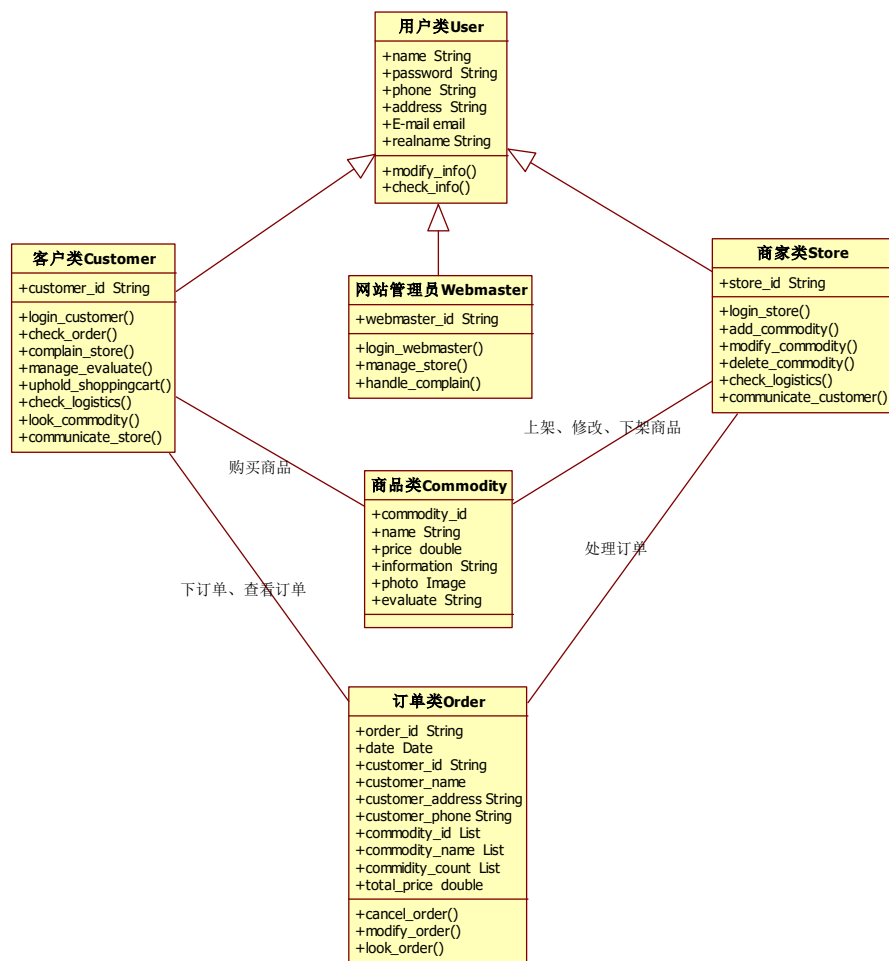 用户类User
+name String
+password String
+phone String
+address String
+E-mail email
+realname String
+modify_info()
+check_info()
客户类Customer
+customer_id String
+login_customer()
+check_order()
+complain_store()
+manage_evaluate()
+uphold_shoppingcart()
+check_logistics()
+look_commodity()
+communicate_store()
网站管理员Webmaster
+webmaster_id String
+login_webmaster()
+manage_store()
+handle_complain()
商家类Store
+store_id String
+login_store()
+add_commodity()
+modify_commodity()
+delete_commodity()
+check_logistics()
+communicate_customer()
购买商品
上架、修改、下架商品
商品类Commodity
+commodity_id
+name String
+price double
+information String
+photo Image
+evaluate String
下订单、查看订单
处理订单
订单类Order
+order_id String
+date Date
+customer_id String
+customer_name
+customer_address String
+customer_phone String
+commodity_id List
+commodity_name List
+commidity_count List
+total_price double
+cancel_order()
+modify_order()
+look_order()